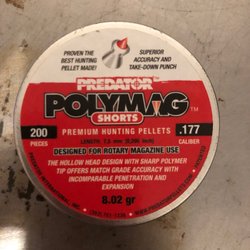 PROVEN THE
BEST HUNTING
PELLET MADE!
SUPERIOR
ACCURACY AND
TAKE-DOWN PUNCH
PREDATOR
POLYMAG™
SHORTS
200
PIECES
PREMIUM HUNTING PELLETS
.177
CALIBER
DESIGNED FOR ROTARY MAGAZINE USE
THE HOLLOW HEAD DESIGN WITH SHARP POLYMER
TIP OFFERS MATCH GRADE ACCURACY WITH
INCOMPARABLE PENETRATION AND
EXPANSION
8.02 gr